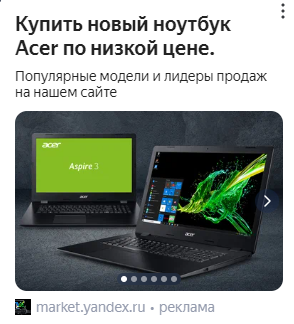 Купить новый ноутбук
Acer по низкой цене.
Популярные модели и лидеры продаж
на нашем сайте
acer
Aspire 3
acer
acer
market.yandex.ru • реклама